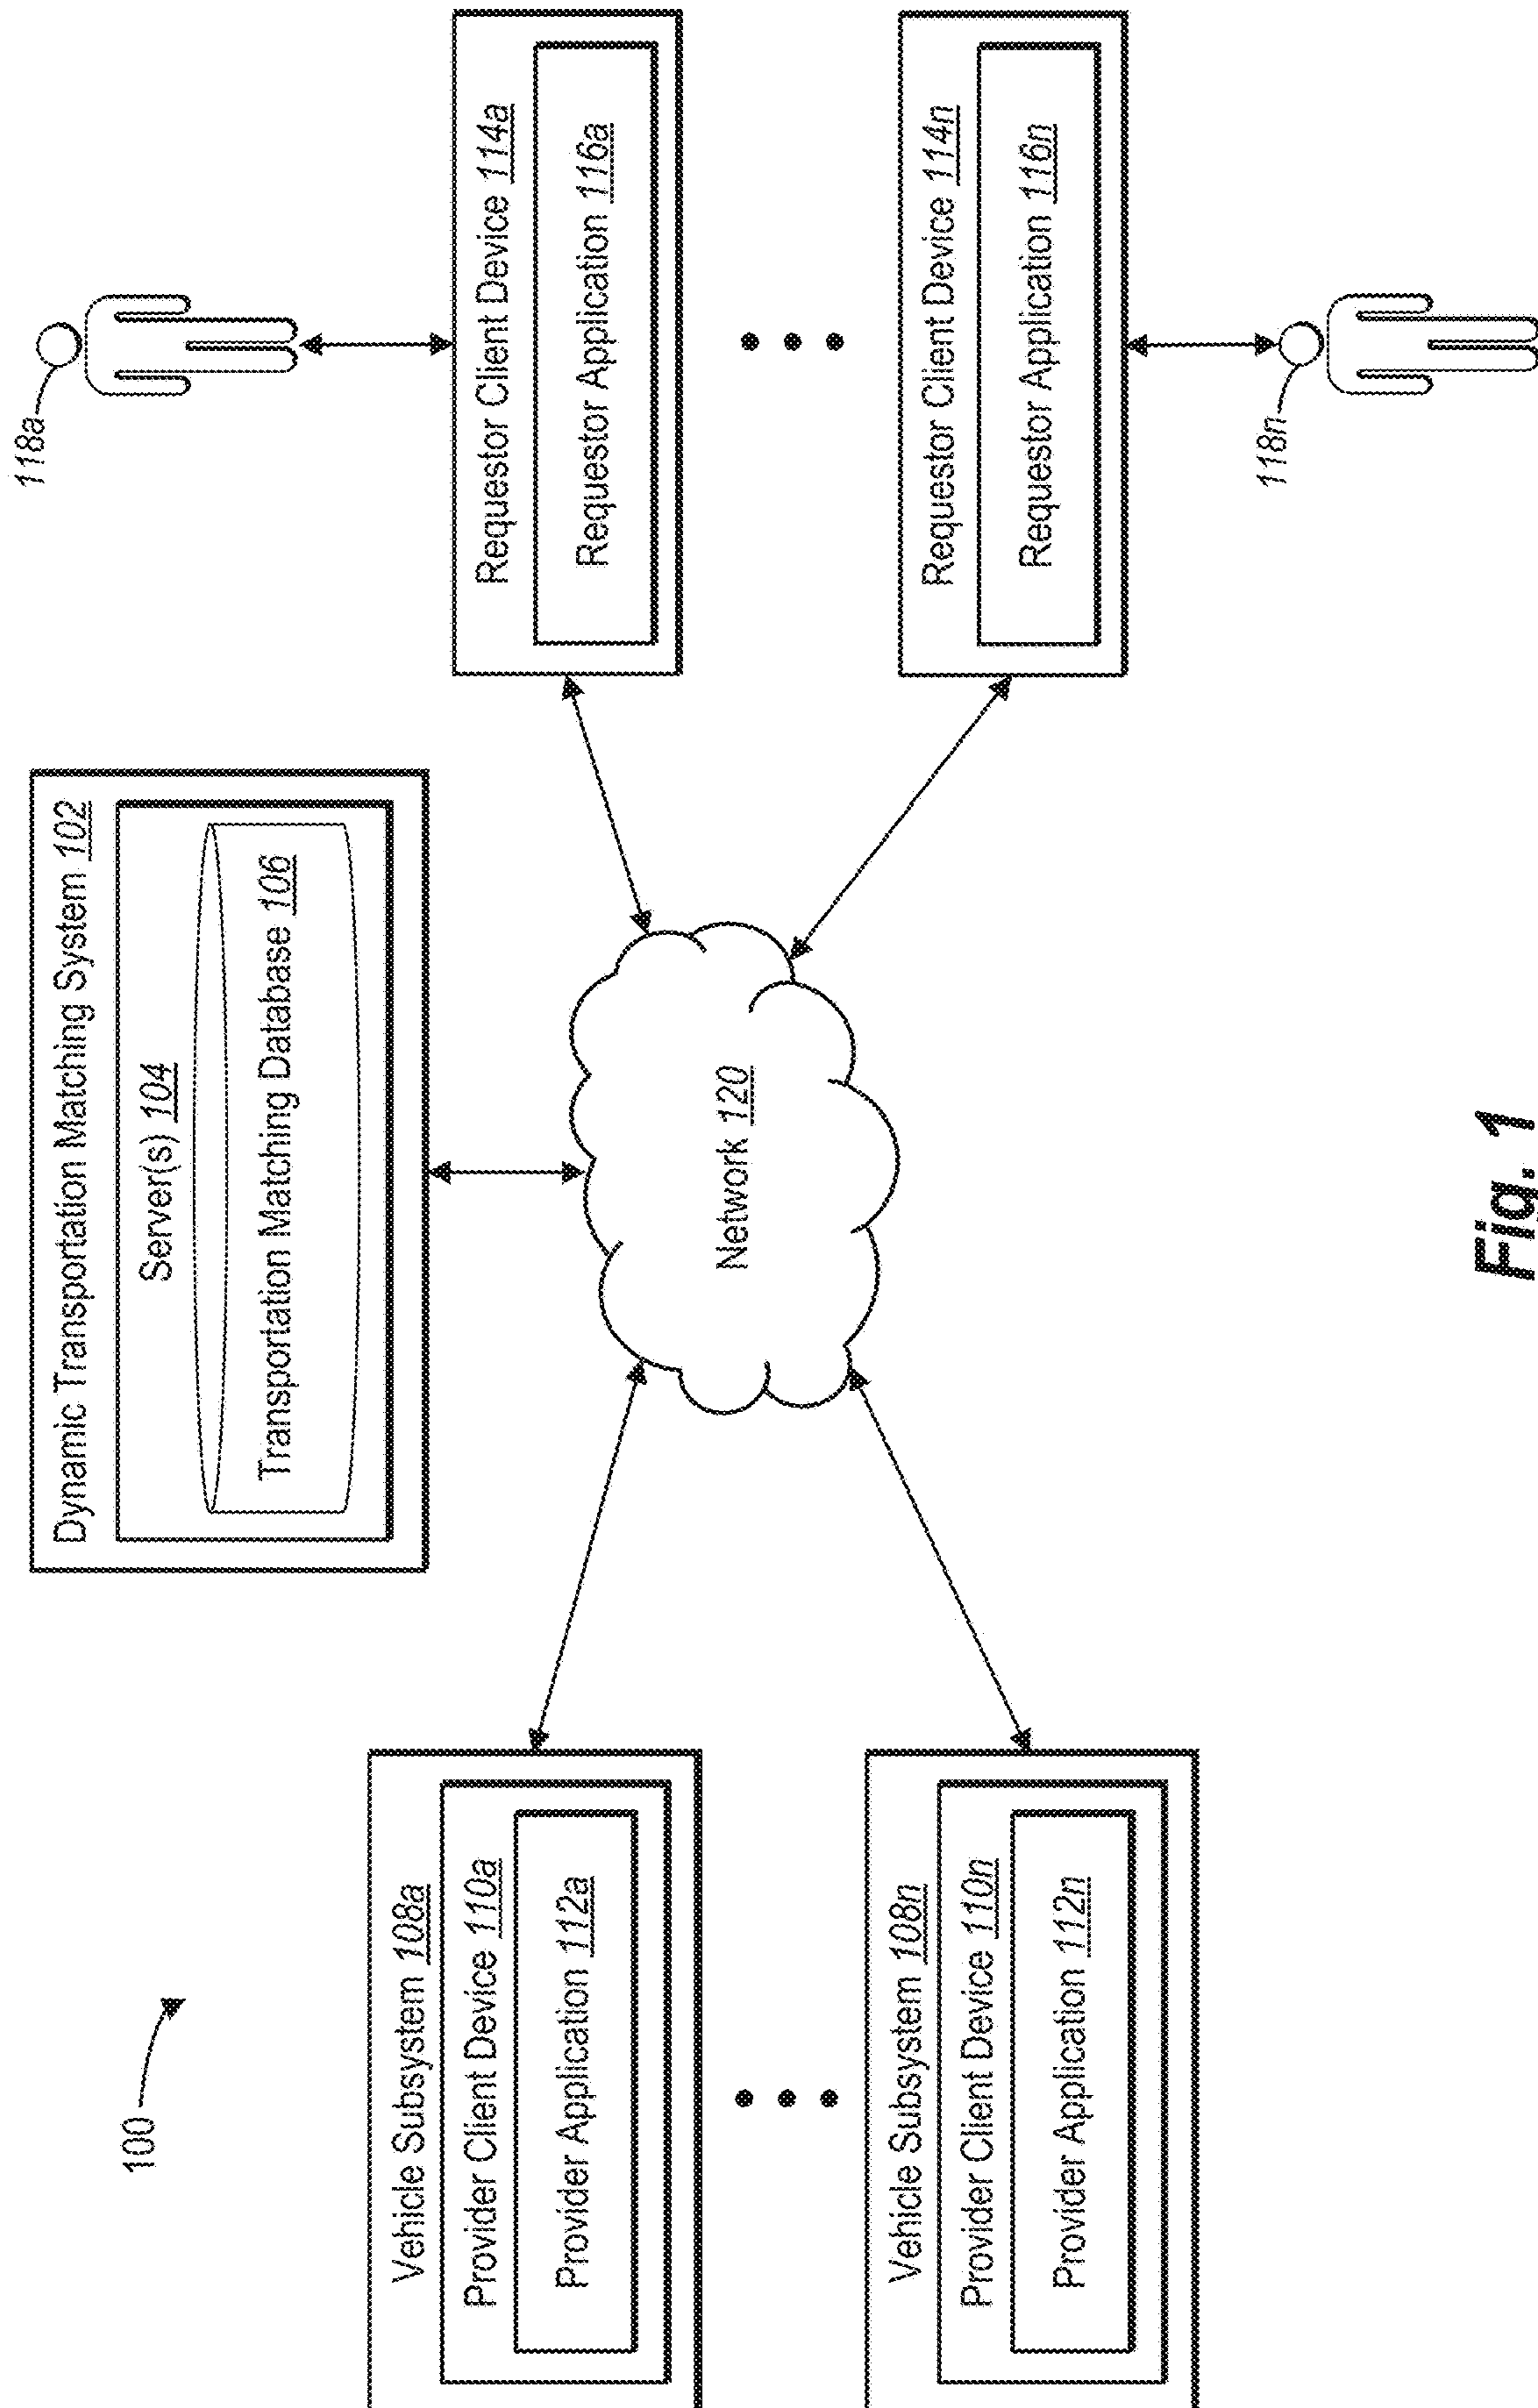 100
Dynamic Transportation Matching System 102
Server(s) 104
Transportation Matching Database 106
118a
Vehicle Subsystem 108a
Provider Client Device 110a
Provider Application 112a
Requestor Client Device 114a
Requestor Application 116a
Network 120
Vehicle Subsystem 108n
Provider Client Device 110n
Provider Application 112n
Requestor Client Device 114n
Requestor Application 116n
118n
Fig. 1